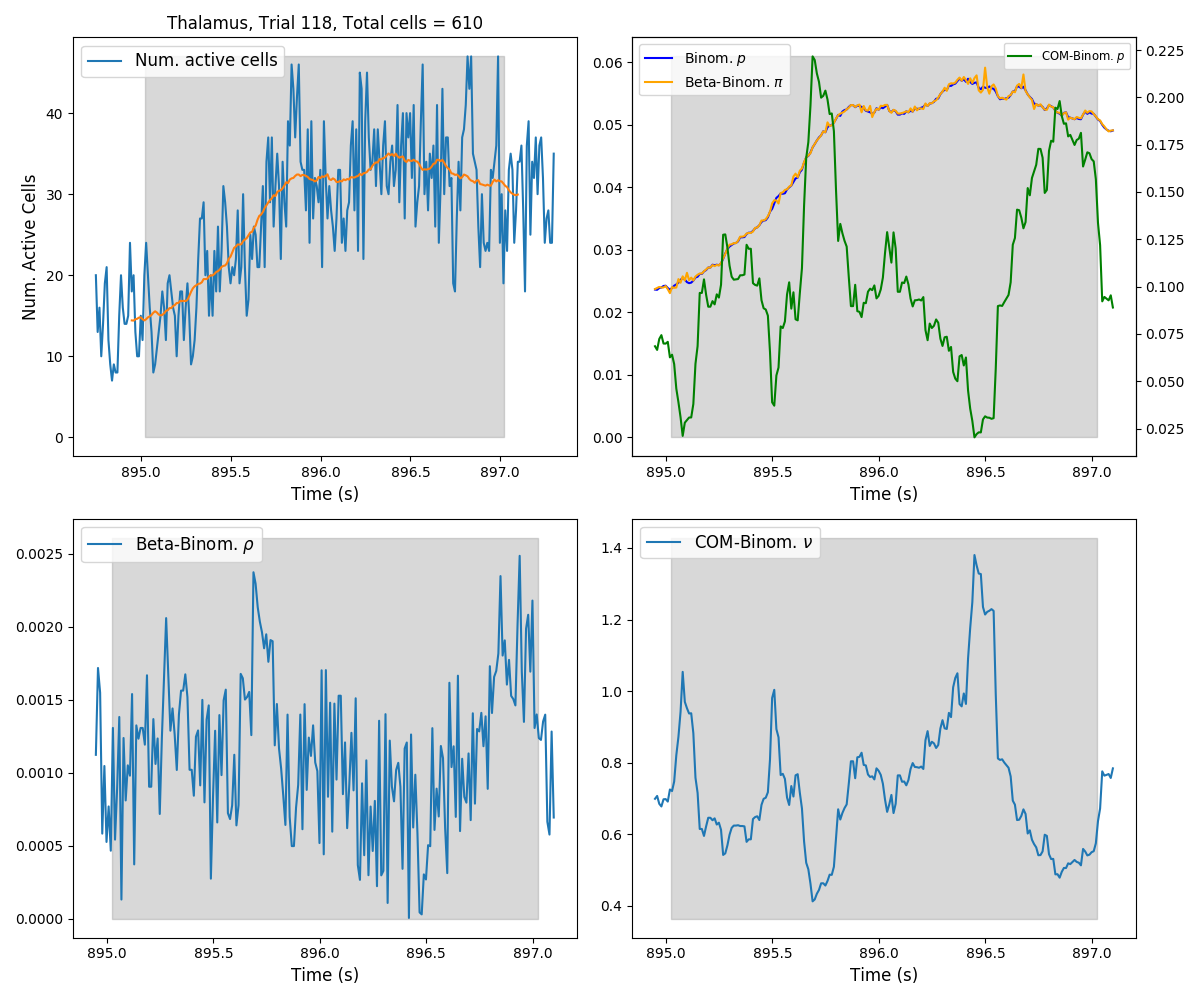 Thalamus, Trial 118, Total cells = 610
Num. active cells
Num. Active Cells
40
30
20
10
0
895.0 895.5 896.0 896.5 897.0
Time (s)
Binom. p
Beta-Binom. π
COM-Binom. p
0.06
0.05
0.04
0.03
0.02
0.01
0.00
0.225
0.200
0.175
0.150
0.125
0.100
0.075
0.050
0.025
895.0 895.5 896.0 896.5 897.0
Time (s)
Beta-Binom. ρ
0.0025
0.0020
0.0015
0.0010
0.0005
0.0000
895.0 895.5 896.0 896.5 897.0
Time (s)
COM-Binom. ν
1.4
1.2
1.0
0.8
0.6
0.4
895.0 895.5 896.0 896.5 897.0
Time (s)